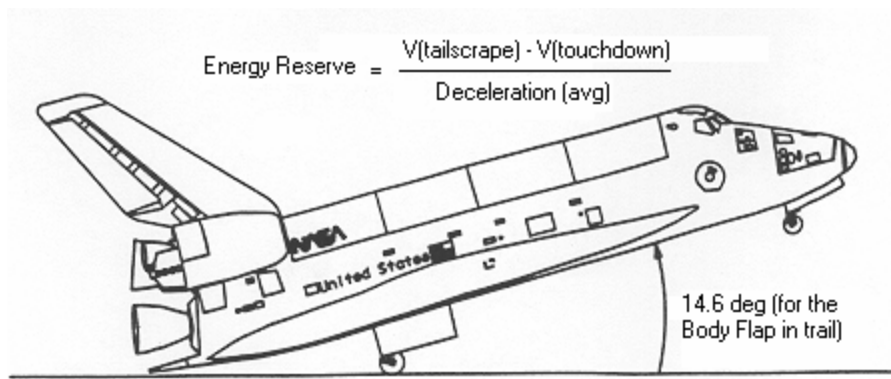 V(tailscrape) - V(touchdown)
Energy Reserve =
Deceleration (avg)
NASA
United States
14.6 deg (for the
Body Flap in trail)